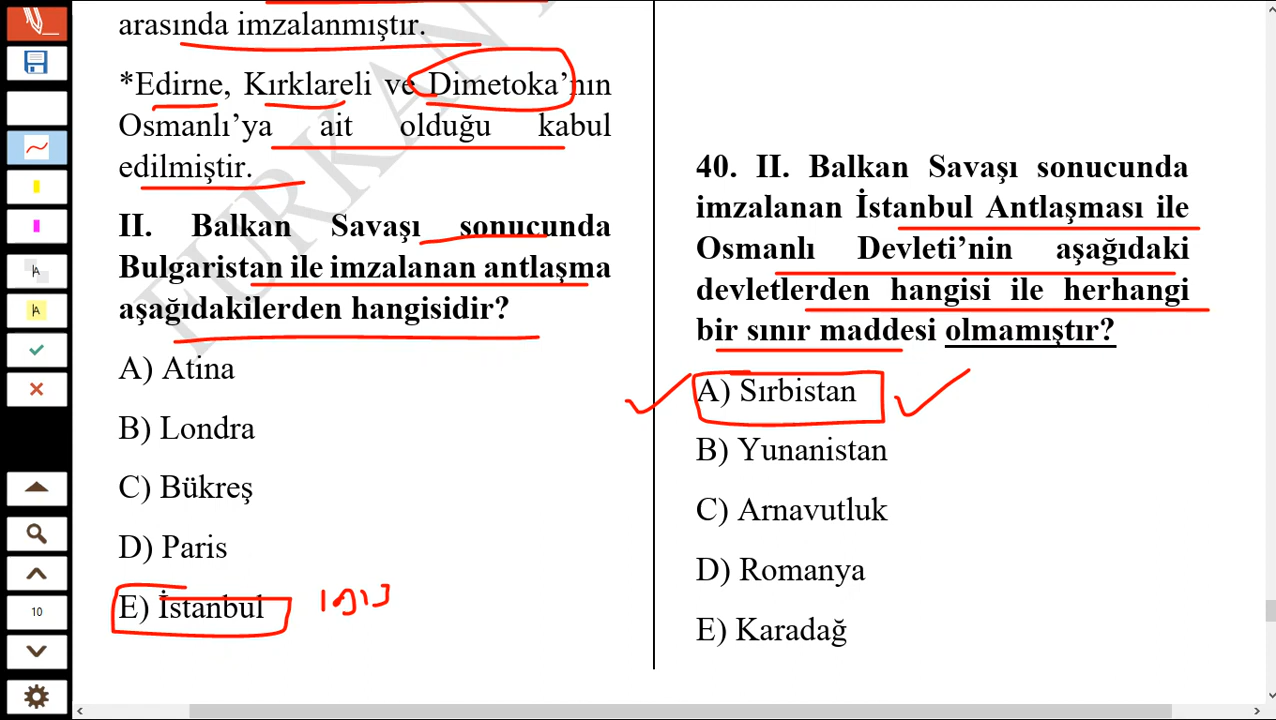 arasında imzalanmıştır.
*Edirne, Kırklareli ve Dimetoka’nın
Osmanlı’ya ait olduğu kabul
edilmiştir.
II. Balkan Savaşı sonucunda
Bulgaristan ile imzalanan antlaşma
aşağıdakilerden hangisidir?
A) Atina
B) Londra
C) Bükreş
D) Paris
E) İstanbul 1913
40. II. Balkan Savaşı sonucunda
imzalanan İstanbul Antlaşması ile
Osmanlı Devleti’nin aşağıdaki
devletlerden hangisi ile herhangi
bir sınır maddesi olmamıştır?
A) Sırbistan
B) Yunanistan
C) Arnavutluk
D) Romanya
E) Karadağ
FURKAN
A
A
10